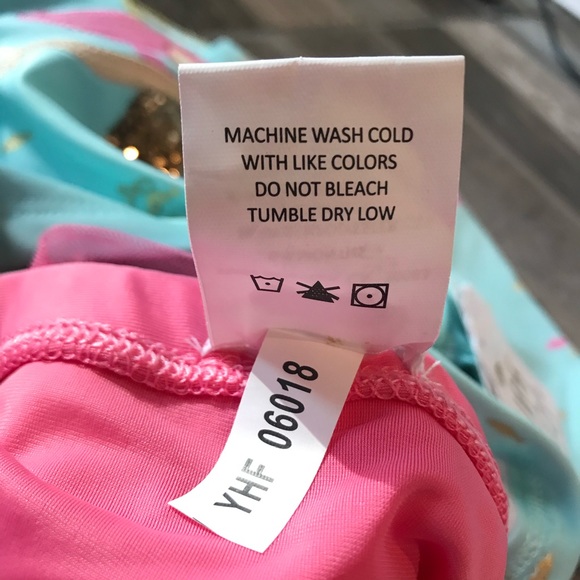 MACHINE WASH COLD
WITH LIKE COLORS
DO NOT BLEACH
TUMBLE DRY LOW
YHF 06018